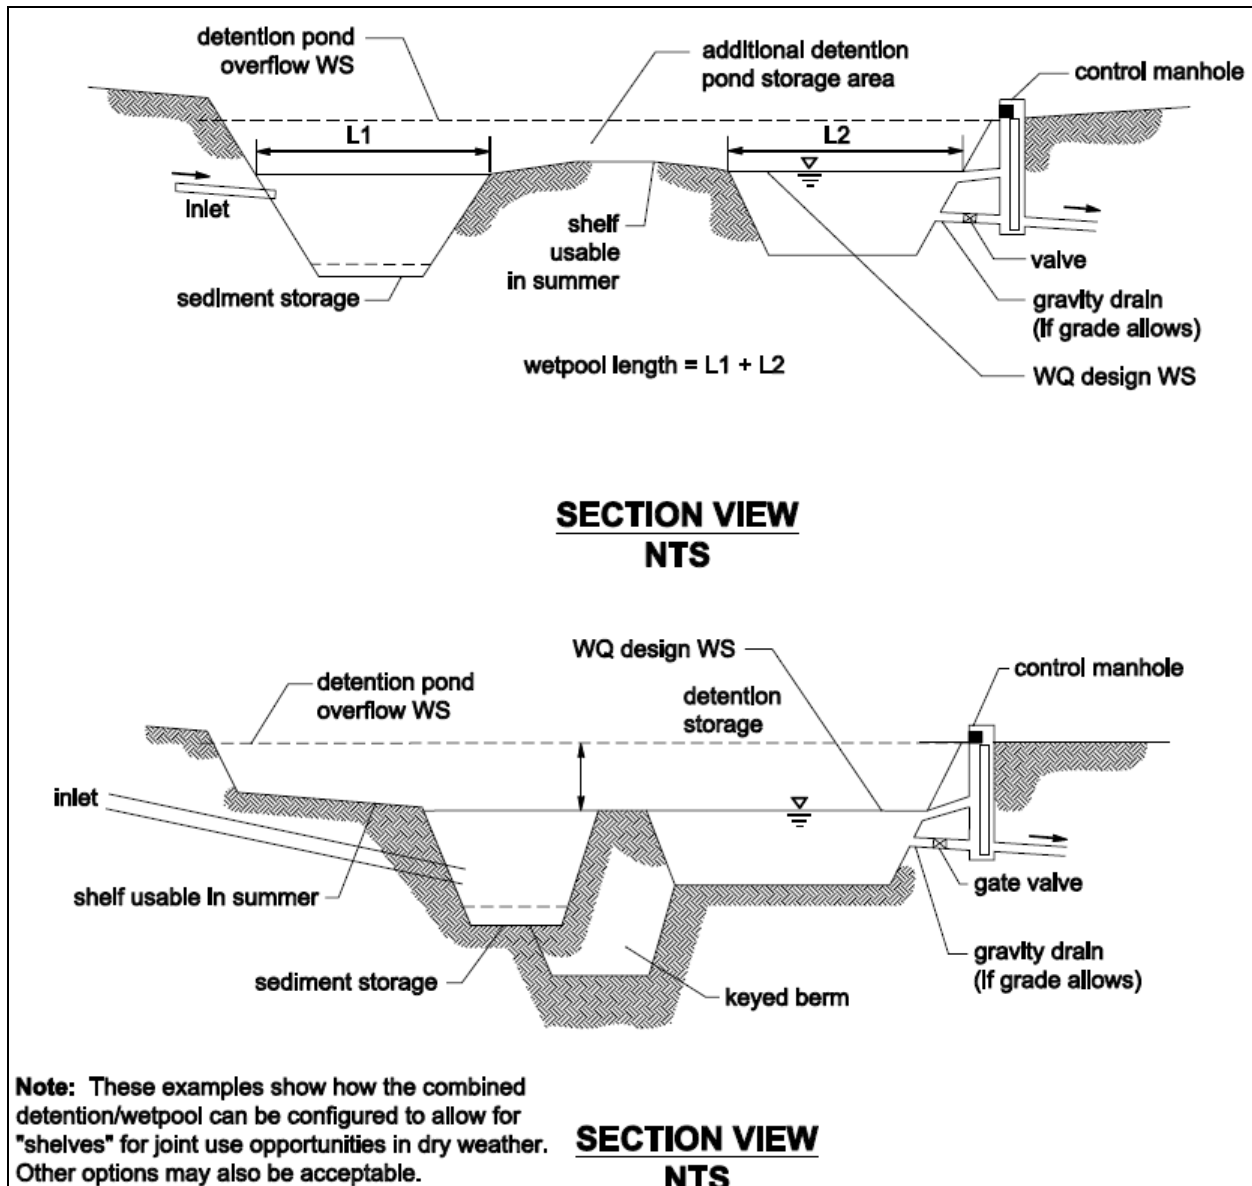 detention pond
overflow WS
additional detention
pond storage area
control manhole
L1
L2
inlet
shelf
usable
in summer
valve
sediment storage
gravity drain
(if grade allows)
wetpool length = L1 + L2
WQ design WS
SECTION VIEW
NTS
WQ design WS
control manhole
detention pond
overflow WS
detention
storage
inlet
shelf usable in summer
gate valve
sediment storage
gravity drain
(if grade allows)
keyed berm
Note: These examples show how the combined
detention/wetpool can be configured to allow for
"shelves" for joint use opportunities in dry weather.
Other options may also be acceptable.
SECTION VIEW
NTS